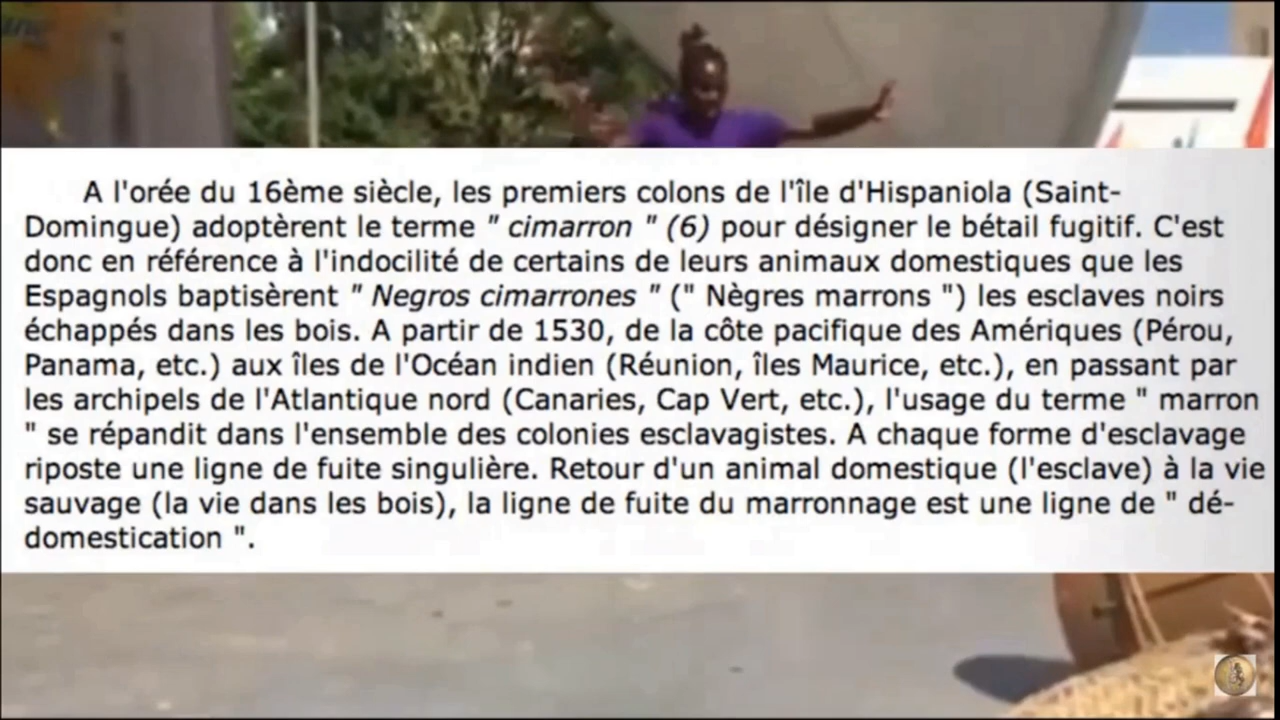 A l'orée du 16ème siècle, les premiers colons de l'île d'Hispaniola (Saint-
Domingue) adoptèrent le terme " cimarron " (6) pour désigner le bétail fugitif. C'est
donc en référence à l'indocilité de certains de leurs animaux domestiques que les
Espagnols baptisèrent " Negros cimarrones " (" Nègres marrons ") les esclaves noirs
échappés dans les bois. A partir de 1530, de la côte pacifique des Amériques (Pérou,
Panama, etc.) aux îles de l'Océan indien (Réunion, îles Maurice, etc.), en passant par
les archipels de l'Atlantique nord (Canaries, Cap Vert, etc.), l'usage du terme " marron
" se répandit dans l'ensemble des colonies esclavagistes. A chaque forme d'esclavage
riposte une ligne de fuite singulière. Retour d'un animal domestique (l'esclave) à la vie
sauvage (la vie dans les bois), la ligne de fuite du marronnage est une ligne de " dé-
domestication ".